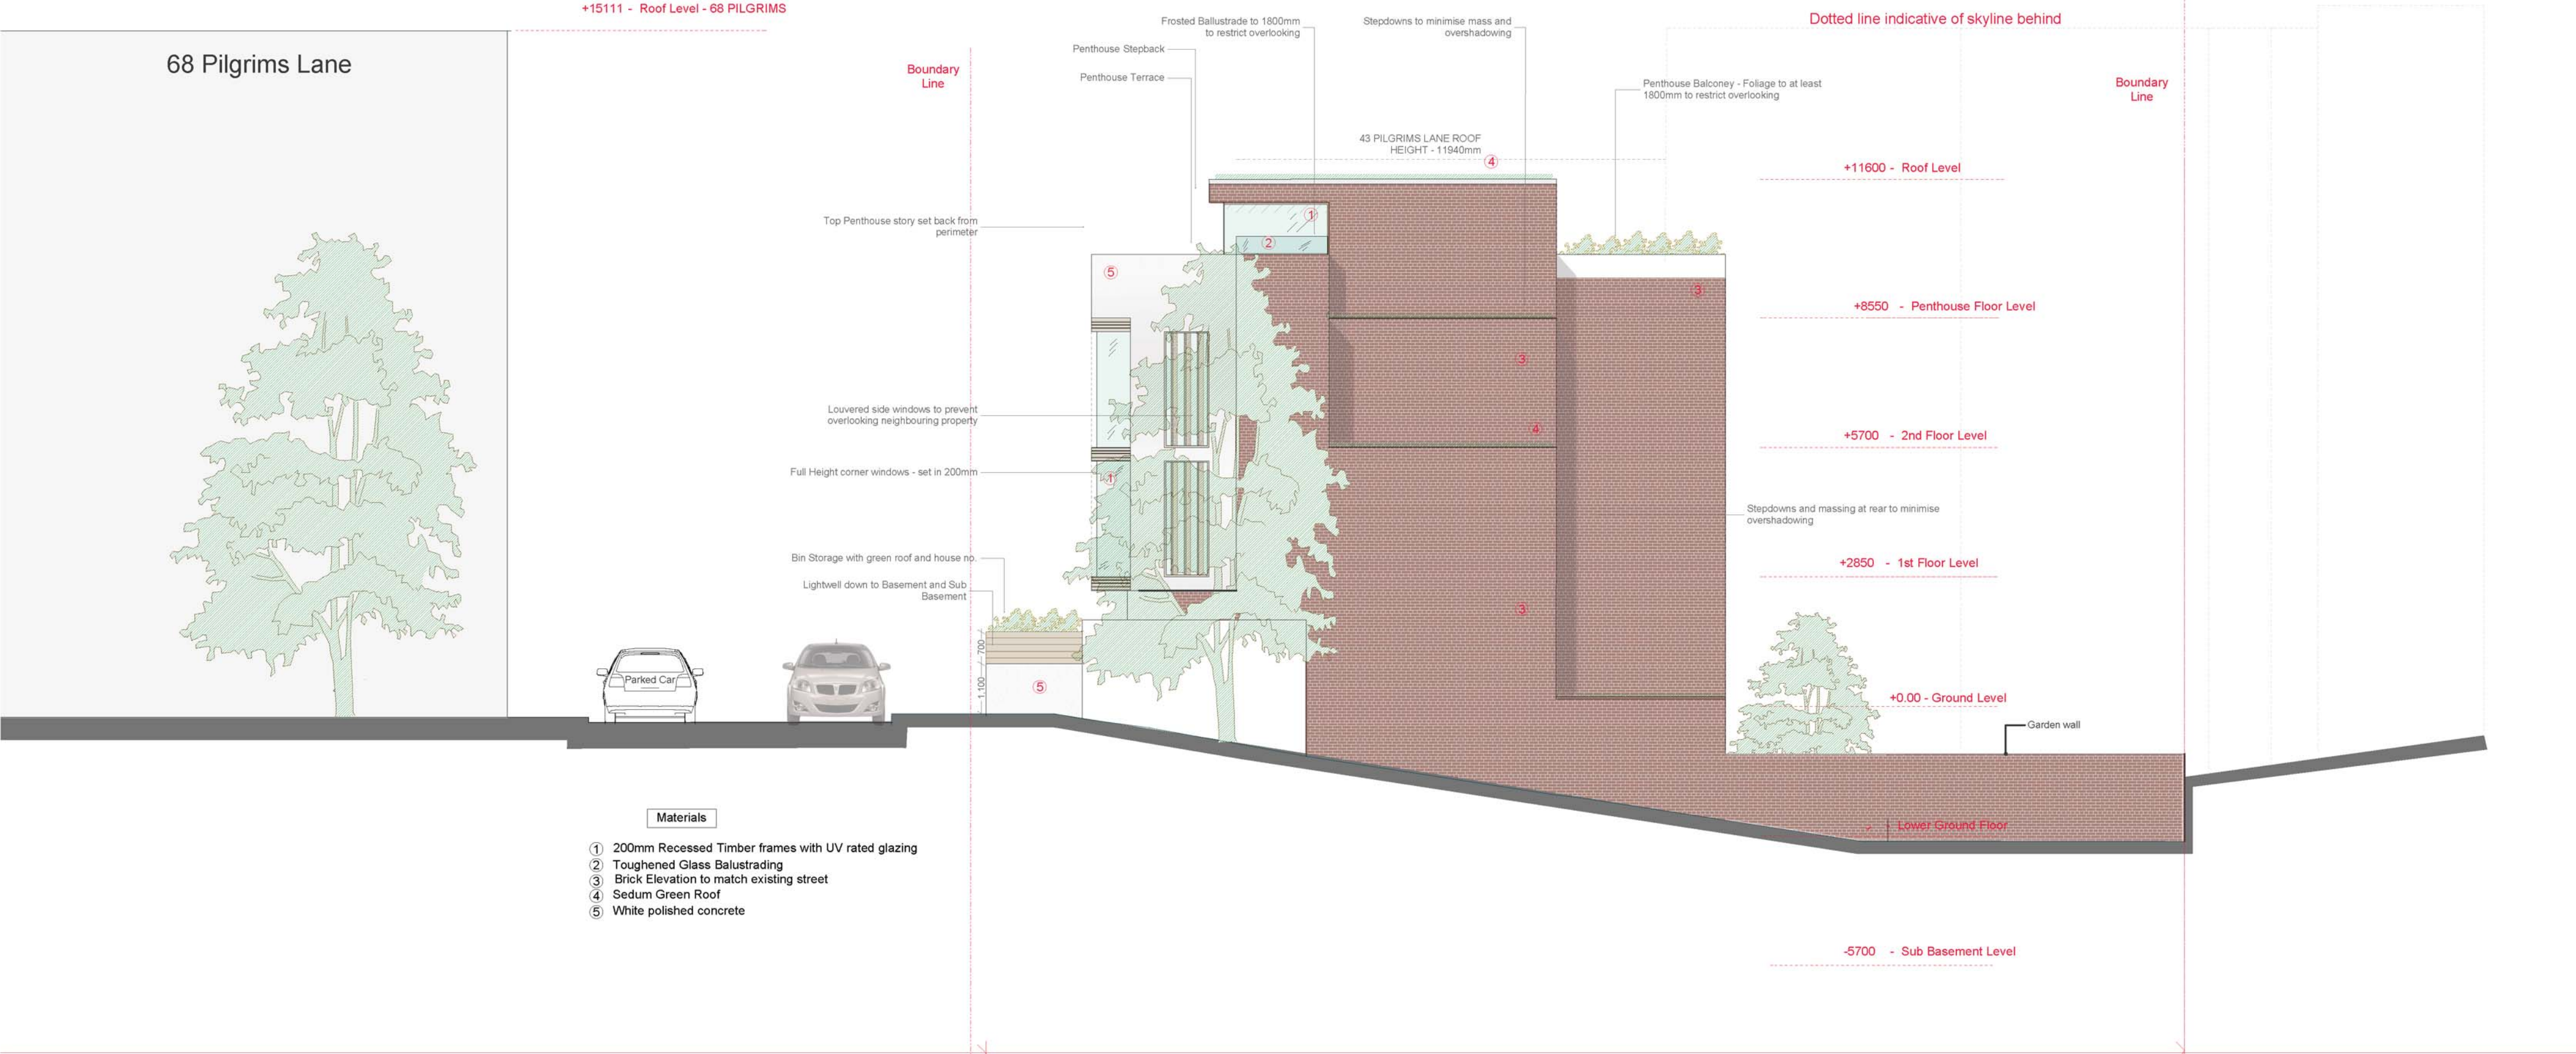 +15111 - Roof Level - 68 PILGRIMS
68 Pilgrims Lane
Boundary
Line
Frosted Ballustrade to 1800mm
to restrict overlooking
Stepdowns to minimise mass and
overshadowing
Penthouse Stepback
Penthouse Terrace
Dotted line indicative of skyline behind
Penthouse Balconey - Foliage to at least
1800mm to restrict overlooking
Boundary
Line
43 PILGRIMS LANE ROOF
HEIGHT - 11940mm
4
+11600 - Roof Level
1
2
Top Penthouse story set back from
perimeter
5
3
+8550 - Penthouse Floor Level
3
Louvered side windows to prevent
overlooking neighbouring property
4
+5700 - 2nd Floor Level
Full Height corner windows - set in 200mm
1
Stepdowns and massing at rear to minimise
overshadowing
Bin Storage with green roof and house no.
Lightwell down to Basement and Sub
Basement
+2850 - 1st Floor Level
3
700
1,100
5
Parked Car
+0.00 - Ground Level
Garden wall
Lower Ground Floor
Materials
1 200mm Recessed Timber frames with UV rated glazing
2 Toughened Glass Balustrading
3 Brick Elevation to match existing street
4 Sedum Green Roof
5 White polished concrete
-5700 - Sub Basement Level